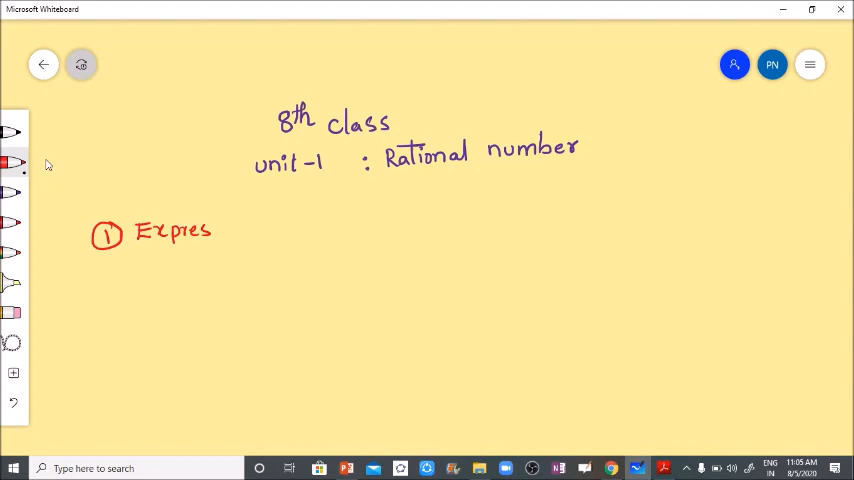 Microsoft Whiteboard
PN
8th class
unit-1 : Rational number
① Expres
Type here to search
ENG
IN
11:05 AM
8/5/2020